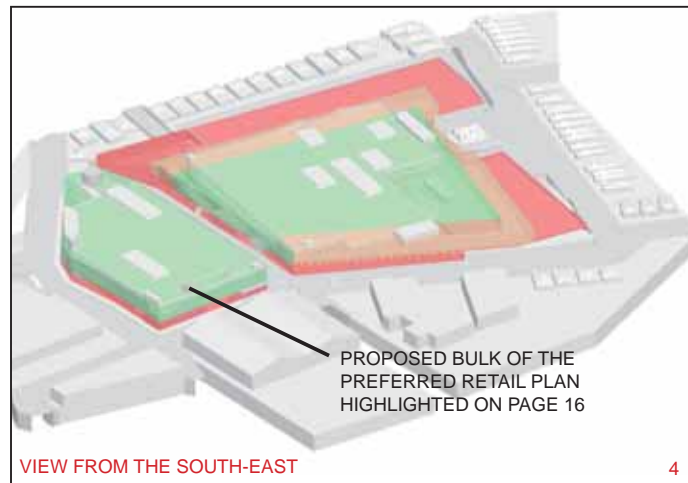 PROPOSED BULK OF THE
PREFERRED RETAIL PLAN
HIGHLIGHTED ON PAGE 16
VIEW FROM THE SOUTH-EAST
4